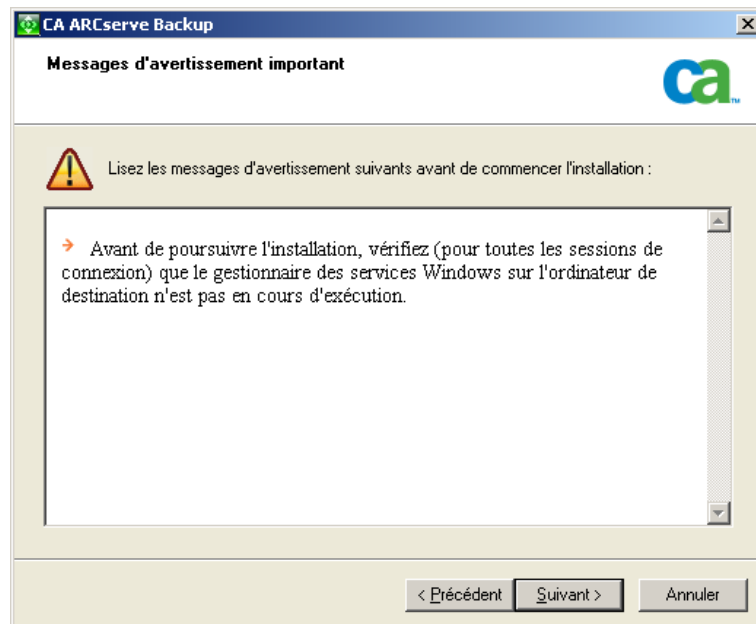 CA ARCserve Backup
Messages d'avertissement important
ca
TM
Lisez les messages d'avertissement suivants avant de commencer l'installation :
Avant de poursuivre l'installation, vérifiez (pour toutes les sessions de
connexion) que le gestionnaire des services Windows sur l'ordinateur de
destination n'est pas en cours d'exécution.
< Précédent
Suivant >
Annuler